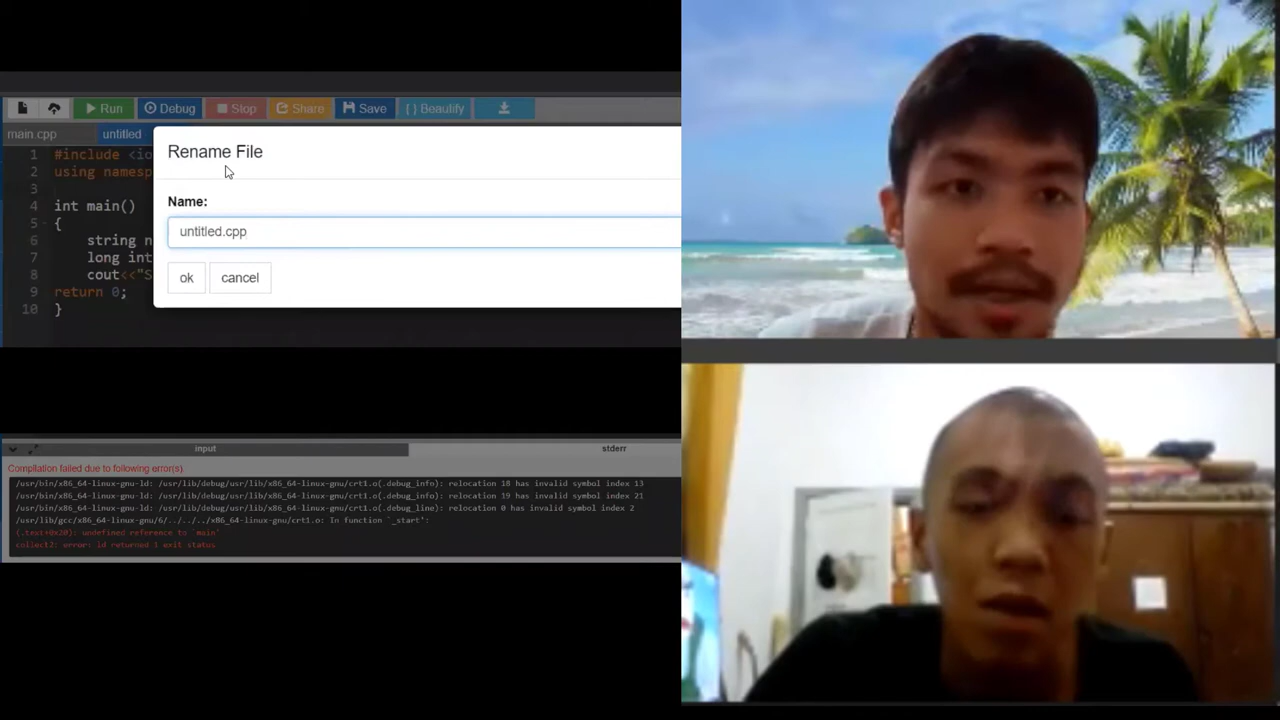 Run Debug Stop Share Save { } Beautify
main.cpp untitled
Rename File
Name:
untitled.cpp
ok cancel
1 #include <io
2 using namesp
3
4 int main()
5 {
6 string n
7 long int
8 cout<<"S
9 return 0;
10 }
input stderr
Compilation failed due to following error(s).
/usr/bin/x86_64-linux-gnu-ld: /usr/lib/debug/usr/lib/x86_64-linux-gnu/crt1.o(.debug_info): relocation 18 has invalid symbol index 13
/usr/bin/x86_64-linux-gnu-ld: /usr/lib/debug/usr/lib/x86_64-linux-gnu/crt1.o(.debug_info): relocation 19 has invalid symbol index 21
/usr/bin/x86_64-linux-gnu-ld: /usr/lib/debug/usr/lib/x86_64-linux-gnu/crt1.o(.debug_line): relocation 0 has invalid symbol index 2
/usr/lib/gcc/x86_64-linux-gnu/6/../../../x86_64-linux-gnu/crt1.o: In function `_start':
(.text+0x20): undefined reference to `main'
collect2: error: ld returned 1 exit status